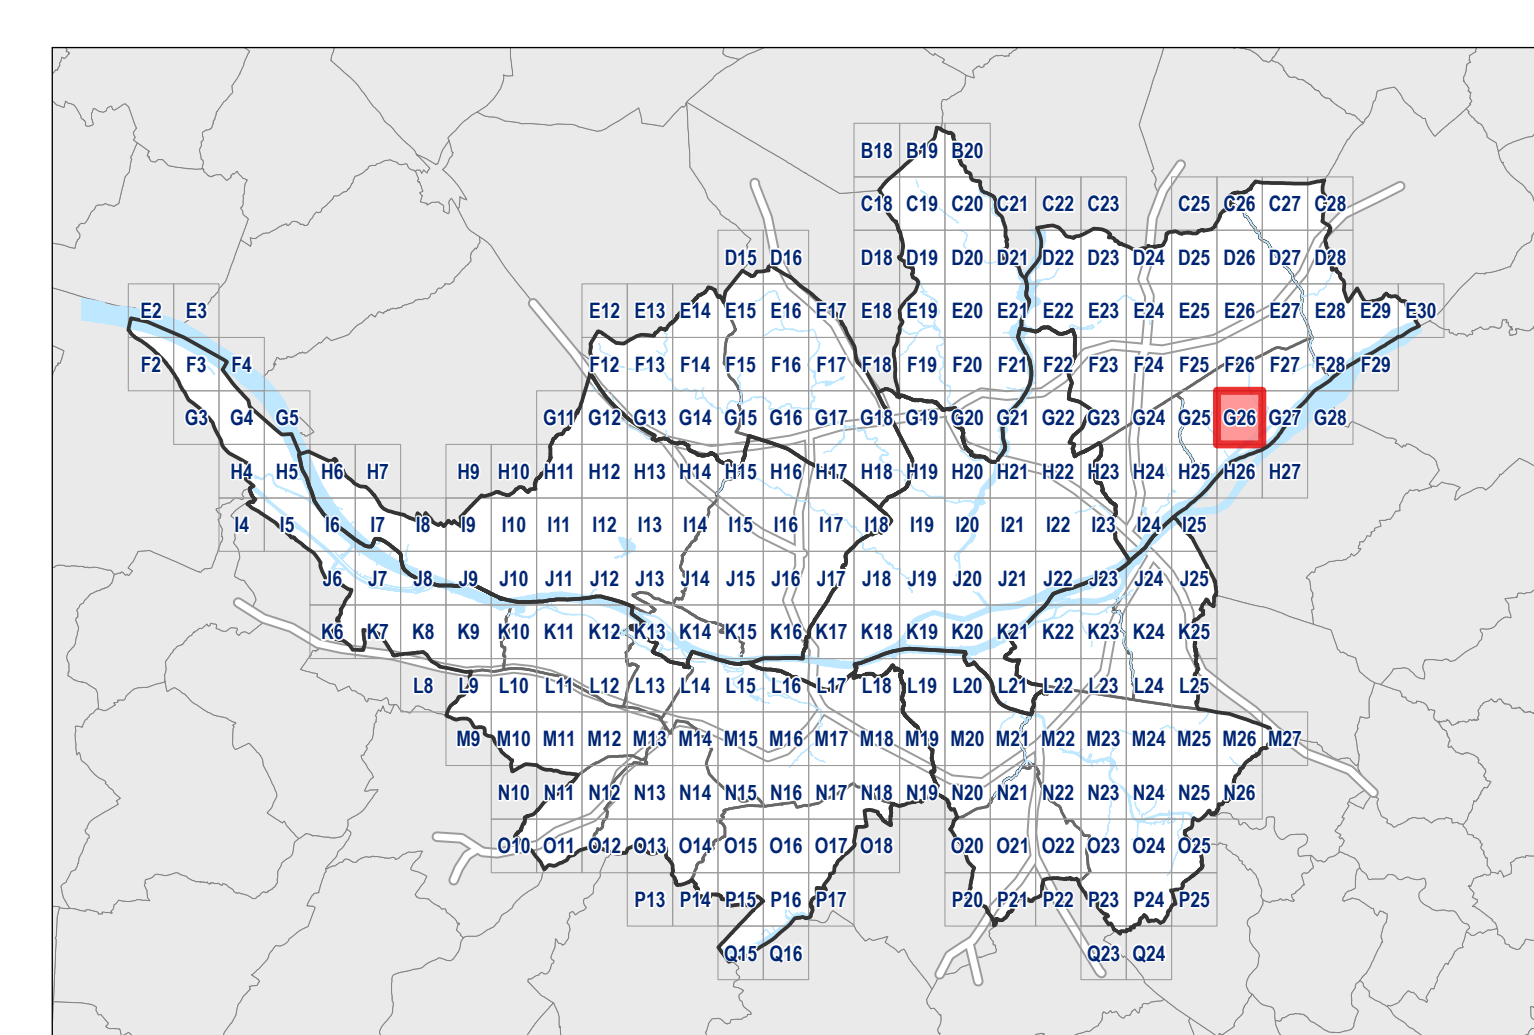 B18 B19 B20
C18 C19 C20 C21 C22 C23 C25 C26 C27 C28
D15 D16 D18 D19 D20 D21 D22 D23 D24 D25 D26 D27 D28
E2 E3 E12 E13 E14 E15 E16 E17 E18 E19 E20 E21 E22 E23 E24 E25 E26 E27 E28 E29 E30
F2 F3 F4 F12 F13 F14 F15 F16 F17 F18 F19 F20 F21 F22 F23 F24 F25 F26 F27 F28 F29
G3 G4 G5 G11 G12 G13 G14 G15 G16 G17 G18 G19 G20 G21 G22 G23 G24 G25 G26 G27 G28
H4 H5 H6 H7 H9 H10 H11 H12 H13 H14 H15 H16 H17 H18 H19 H20 H21 H22 H23 H24 H25 H26 H27
I4 I5 I6 I7 I8 I9 I10 I11 I12 I13 I14 I15 I16 I17 I18 I19 I20 I21 I22 I23 I24 I25
J6 J7 J8 J9 J10 J11 J12 J13 J14 J15 J16 J17 J18 J19 J20 J21 J22 J23 J24 J25
K6 K7 K8 K9 K10 K11 K12 K13 K14 K15 K16 K17 K18 K19 K20 K21 K22 K23 K24 K25
L8 L9 L10 L11 L12 L13 L14 L15 L16 L17 L18 L19 L20 L21 L22 L23 L24 L25
M9 M10 M11 M12 M13 M14 M15 M16 M17 M18 M19 M20 M21 M22 M23 M24 M25 M26 M27
N10 N11 N12 N13 N14 N15 N16 N17 N18 N19 N20 N21 N22 N23 N24 N25 N26
O10 O11 O12 O13 O14 O15 O16 O17 O18 O20 O21 O22 O23 O24 O25
P13 P14 P15 P16 P17 P20 P21 P22 P23 P24 P25
Q15 Q16 Q23 Q24